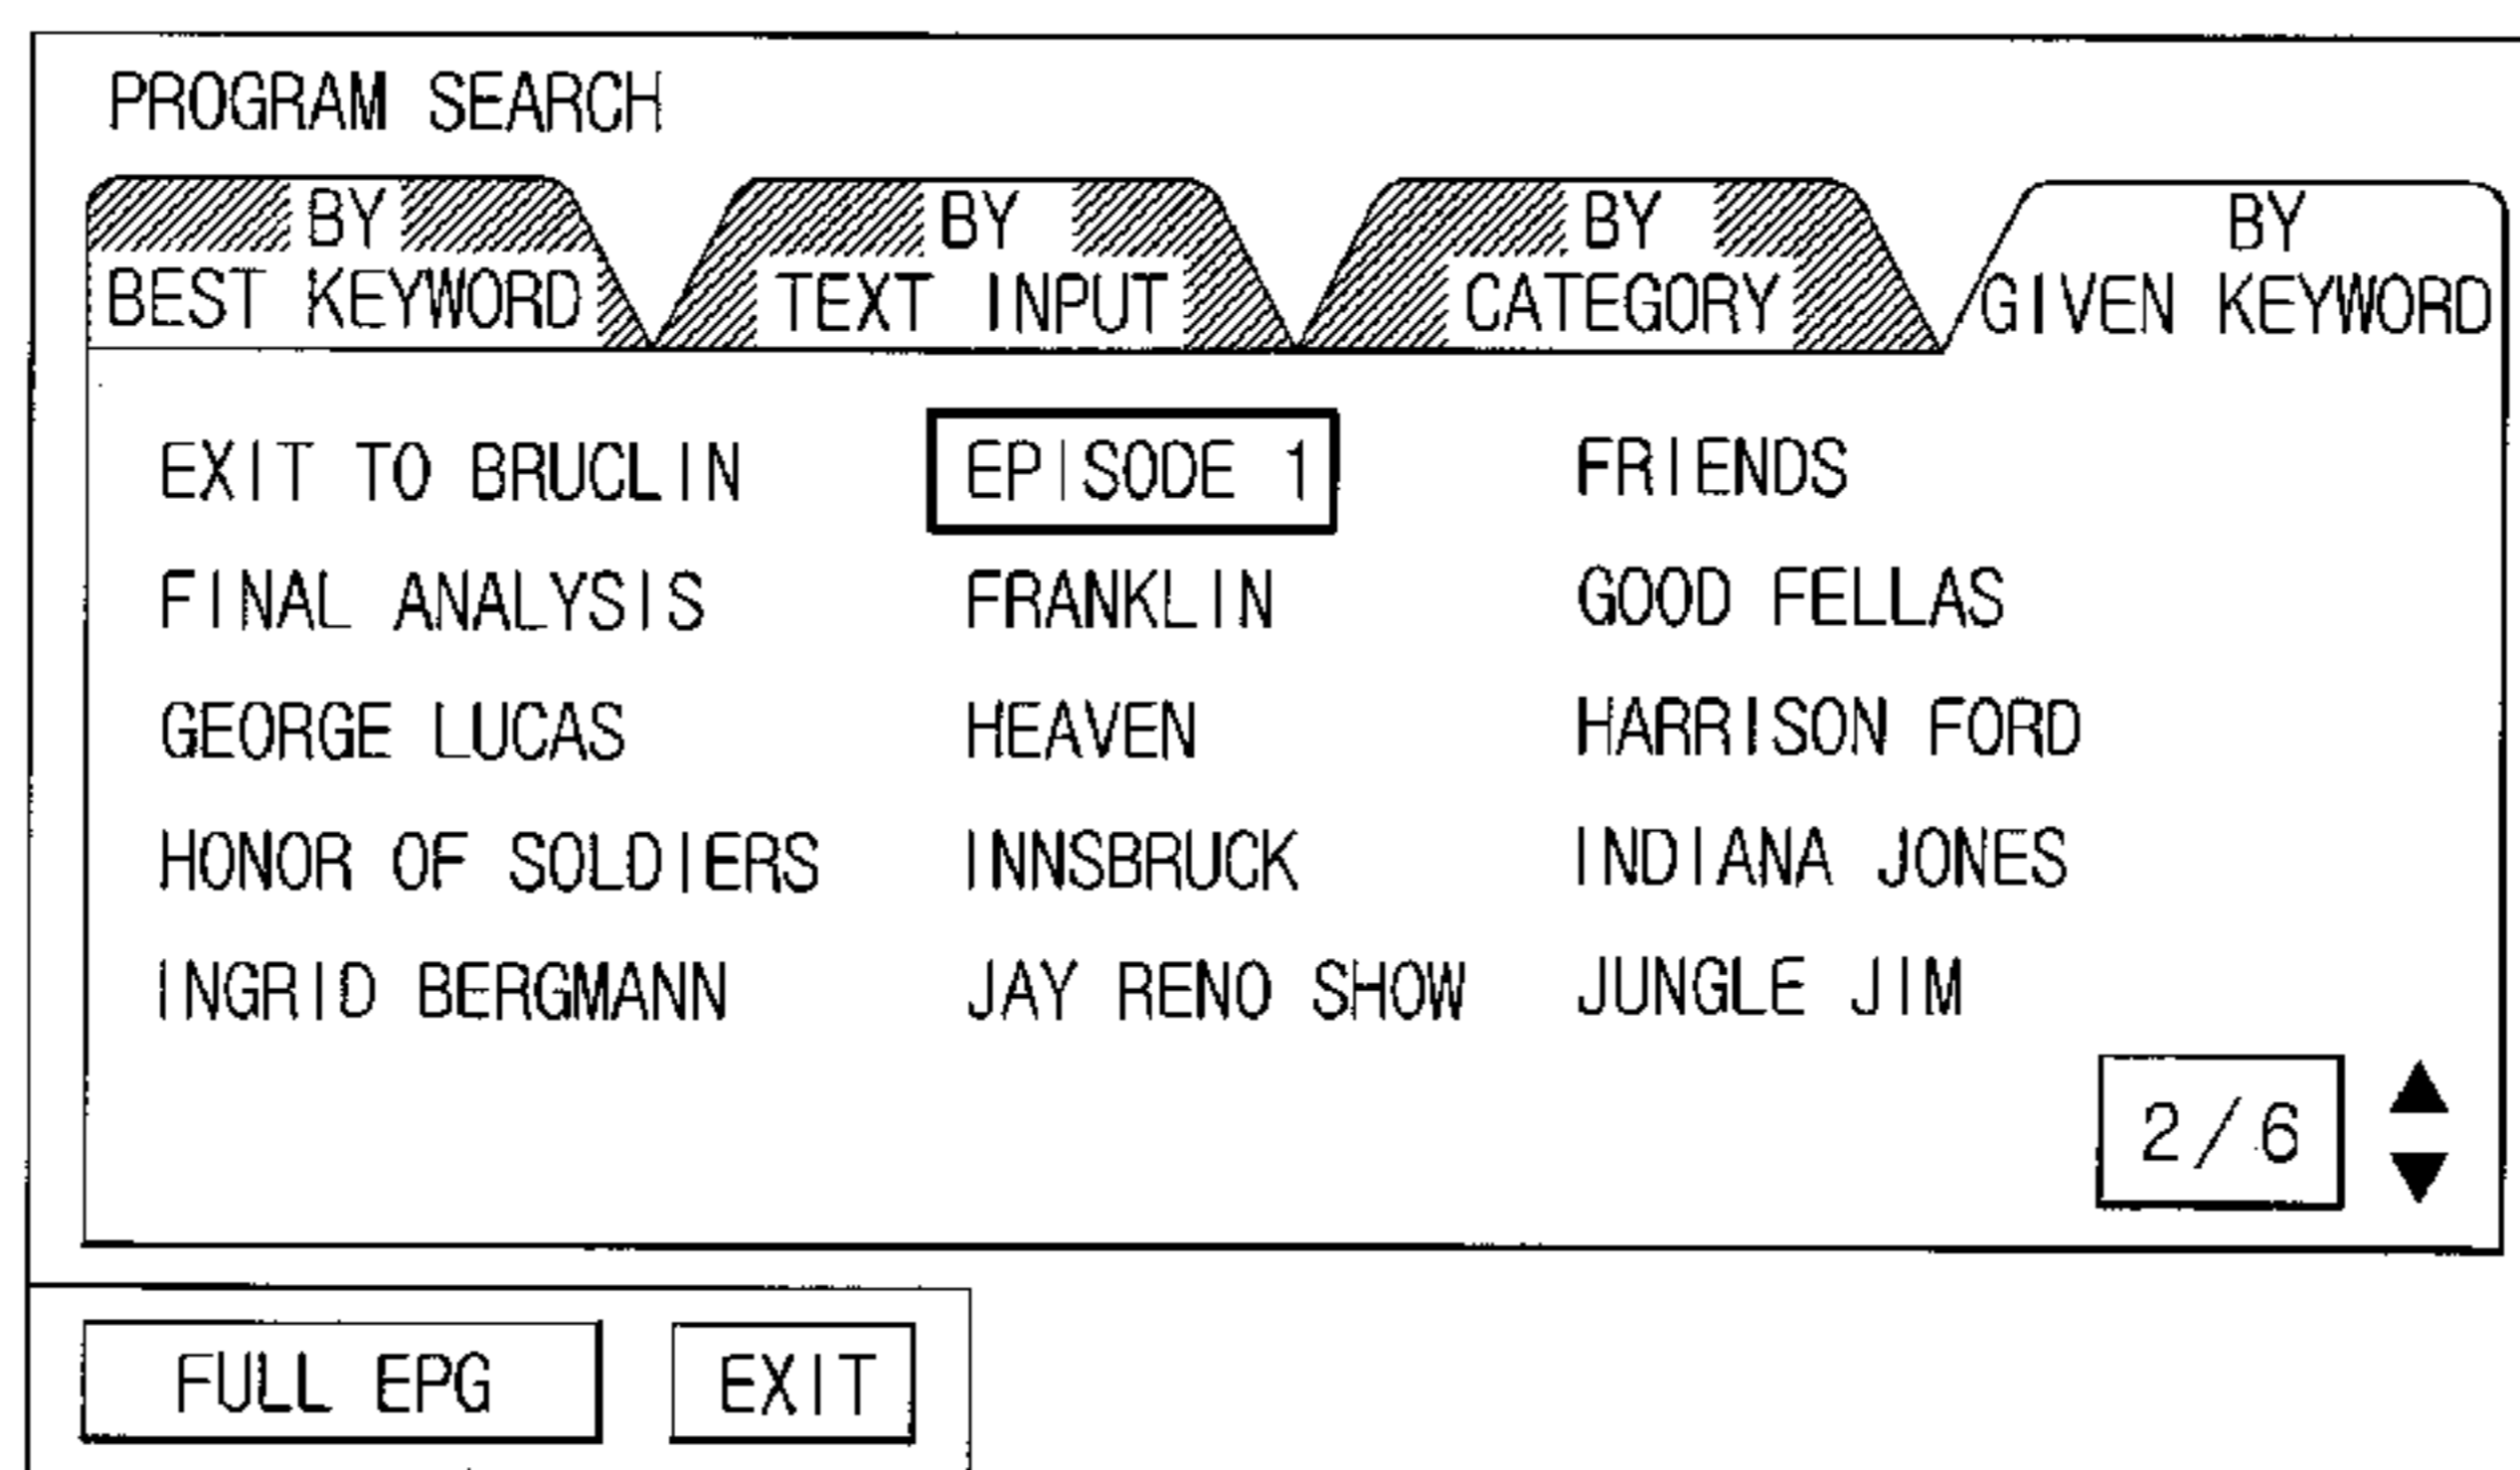 PROGRAM SEARCH
BY BEST KEYWORD
BY TEXT INPUT
BY CATEGORY
BY GIVEN KEYWORD
EXIT TO BRUCLIN EPISODE 1 FRIENDS
FINAL ANALYSIS FRANKLIN GOOD FELLAS
GEORGE LUCAS HEAVEN HARRISON FORD
HONOR OF SOLDIERS INNSBRUCK INDIANA JONES
INGRID BERGMANN JAY RENO SHOW JUNGLE JIM
2/6 ▲▼
FULL EPG EXIT